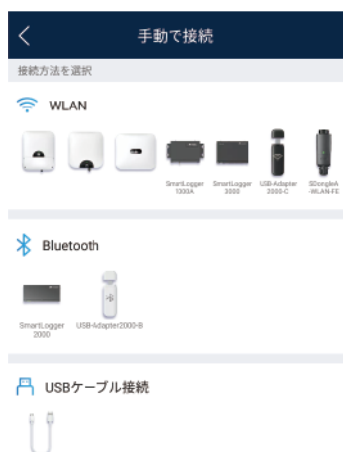 手動で接続
接続方法を選択
WLAN
SmartLogger
1000A
SmartLogger
3000
USB-Adapter
2000-C
SDongleA
-WLAN-FE
Bluetooth
SmartLogger
2000
USB-Adapter2000-B
USBケーブル接続